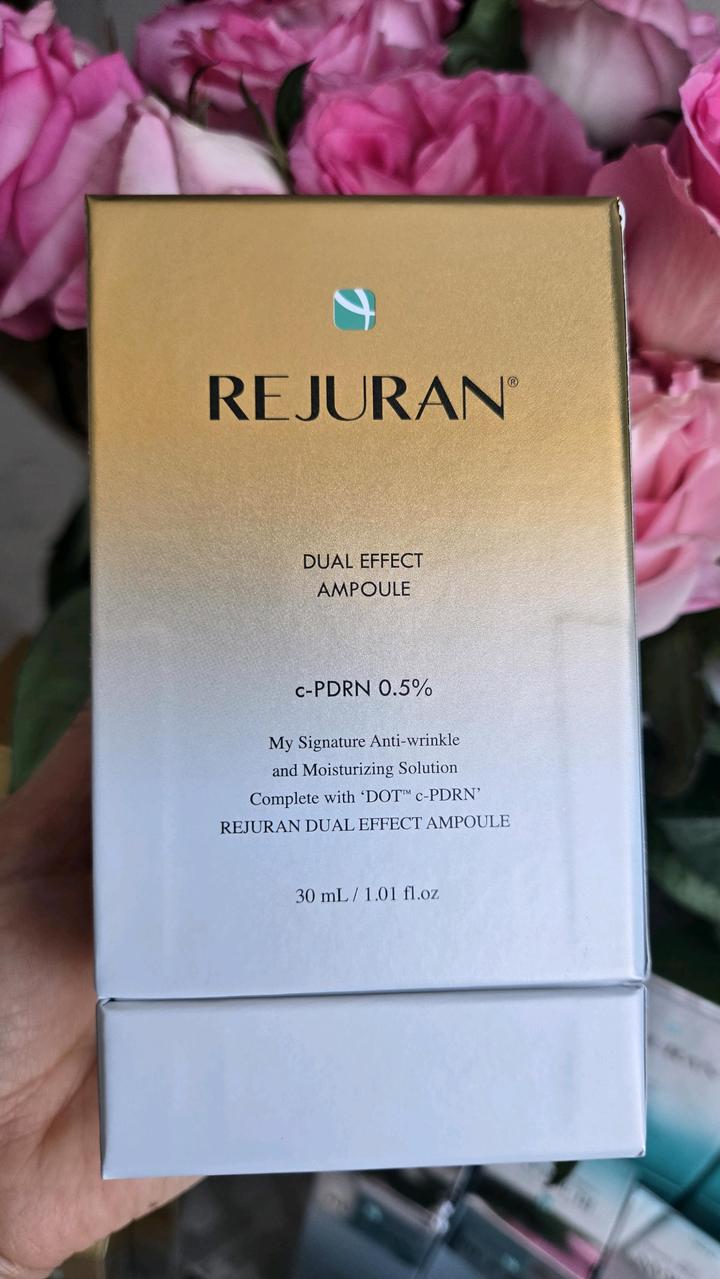 REJURAN®
DUAL EFFECT
AMPOULE
c-PDRN 0.5%
My Signature Anti-wrinkle
and Moisturizing Solution
Complete with ‘DOT™ c-PDRN’
REJURAN DUAL EFFECT AMPOULE
30 mL / 1.01 fl.oz